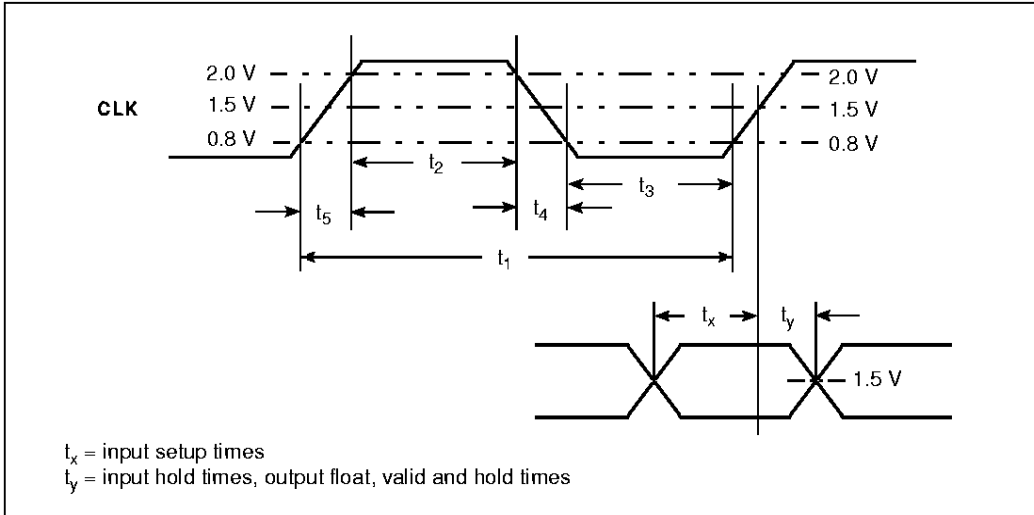 2.0 V
2.0 V
CLK
1.5 V
1.5 V
0.8 V
0.8 V
t2
t3
t5
t4
t1
tx
ty
1.5 V
tx = input setup times
ty = input hold times, output float, valid and hold times